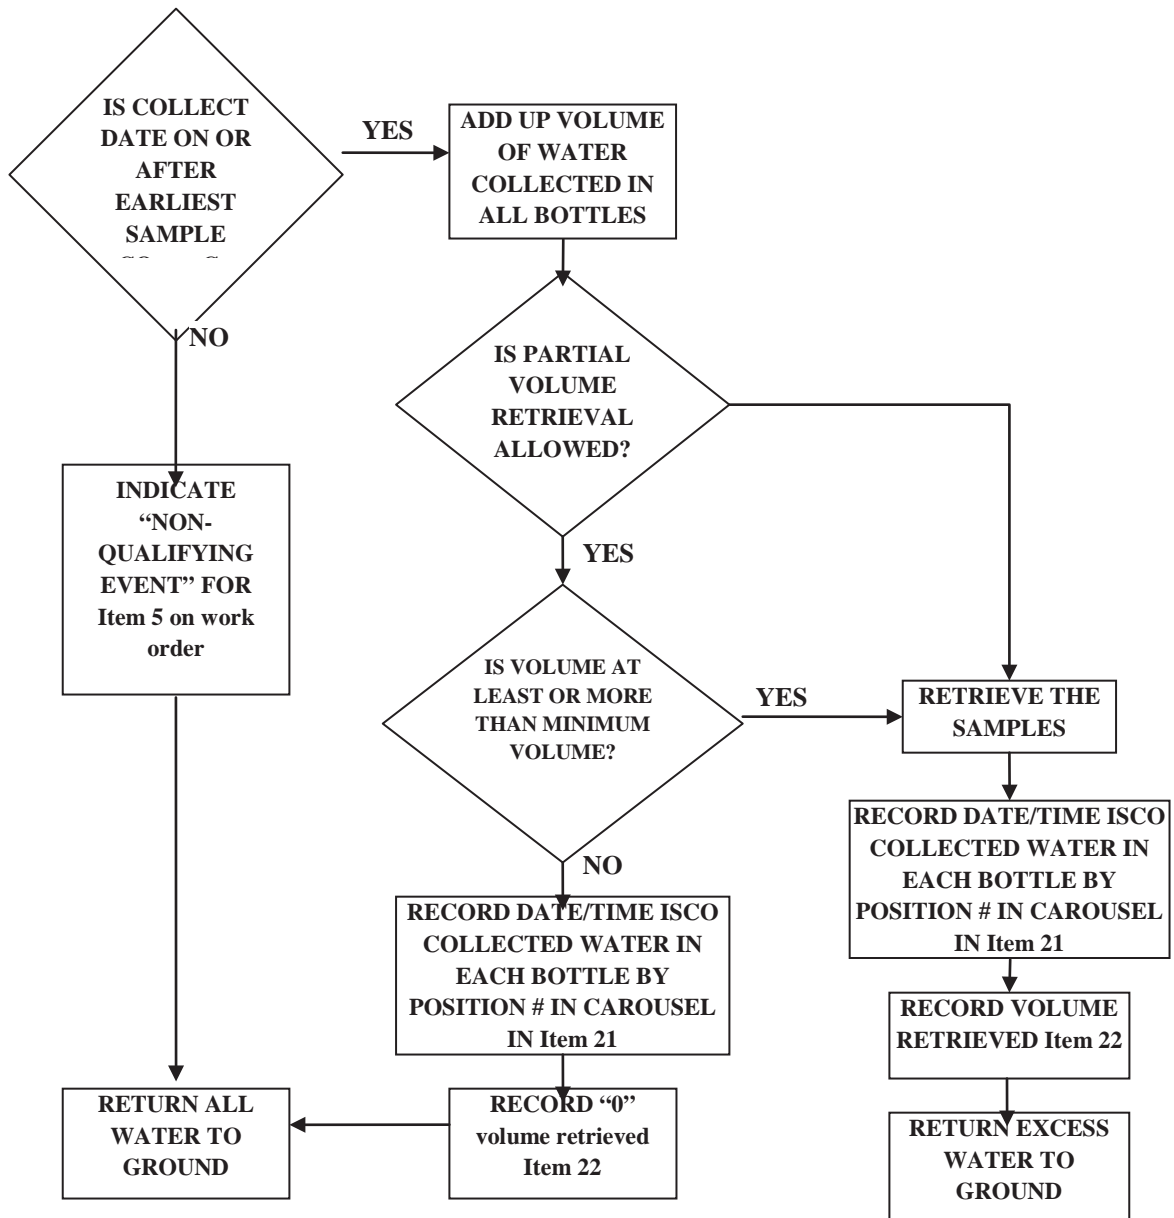 IS COLLECT
DATE ON OR
AFTER
EARLIEST
SAMPLE
YES
ADD UP VOLUME
OF WATER
COLLECTED IN
ALL BOTTLES
NO
IS PARTIAL
VOLUME
RETRIEVAL
ALLOWED?
YES
INDICATE
“NON-
QUALIFYING
EVENT” FOR
Item 5 on work
order
IS VOLUME AT
LEAST OR MORE
THAN MINIMUM
VOLUME?
YES
RETRIEVE THE
SAMPLES
NO
RECORD DATE/TIME ISCO
COLLECTED WATER IN
EACH BOTTLE BY
POSITION # IN CAROUSEL
IN Item 21
RECORD DATE/TIME ISCO
COLLECTED WATER IN
EACH BOTTLE BY
POSITION # IN CAROUSEL
IN Item 21
RECORD VOLUME
RETRIEVED Item 22
RETURN ALL
WATER TO
GROUND
RECORD “0”
volume retrieved
Item 22
RETURN EXCESS
WATER TO
GROUND